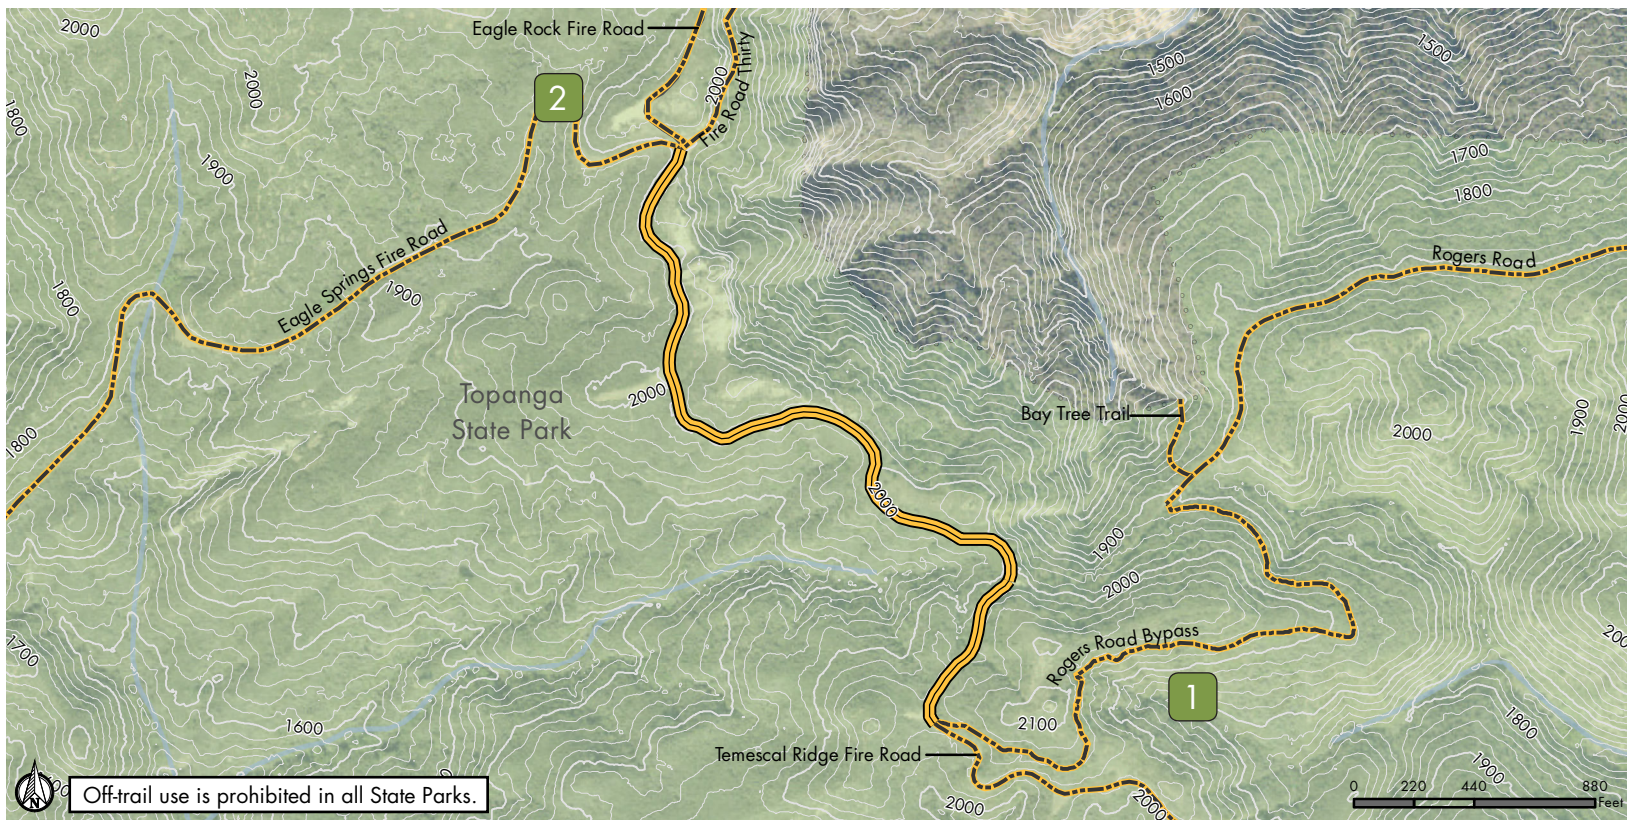 2000
Eagle Rock Fire Road
2
2000
Fire Road Thirty
2000
1500
1500
1600
1800
1900
1700
1800
Rogers Road
Eagle Springs Fire Road
1900
1800
Topanga
State Park
2000
Bay Tree Trail
1900
2000
2000
1800
2000
1900
2000
Rogers Road Bypass
1700
200
1
2100
1600
1800
Temescal Ridge Fire Road
1900
2000
2000
N
Off-trail use is prohibited in all State Parks.
0 220 440 880
Feet